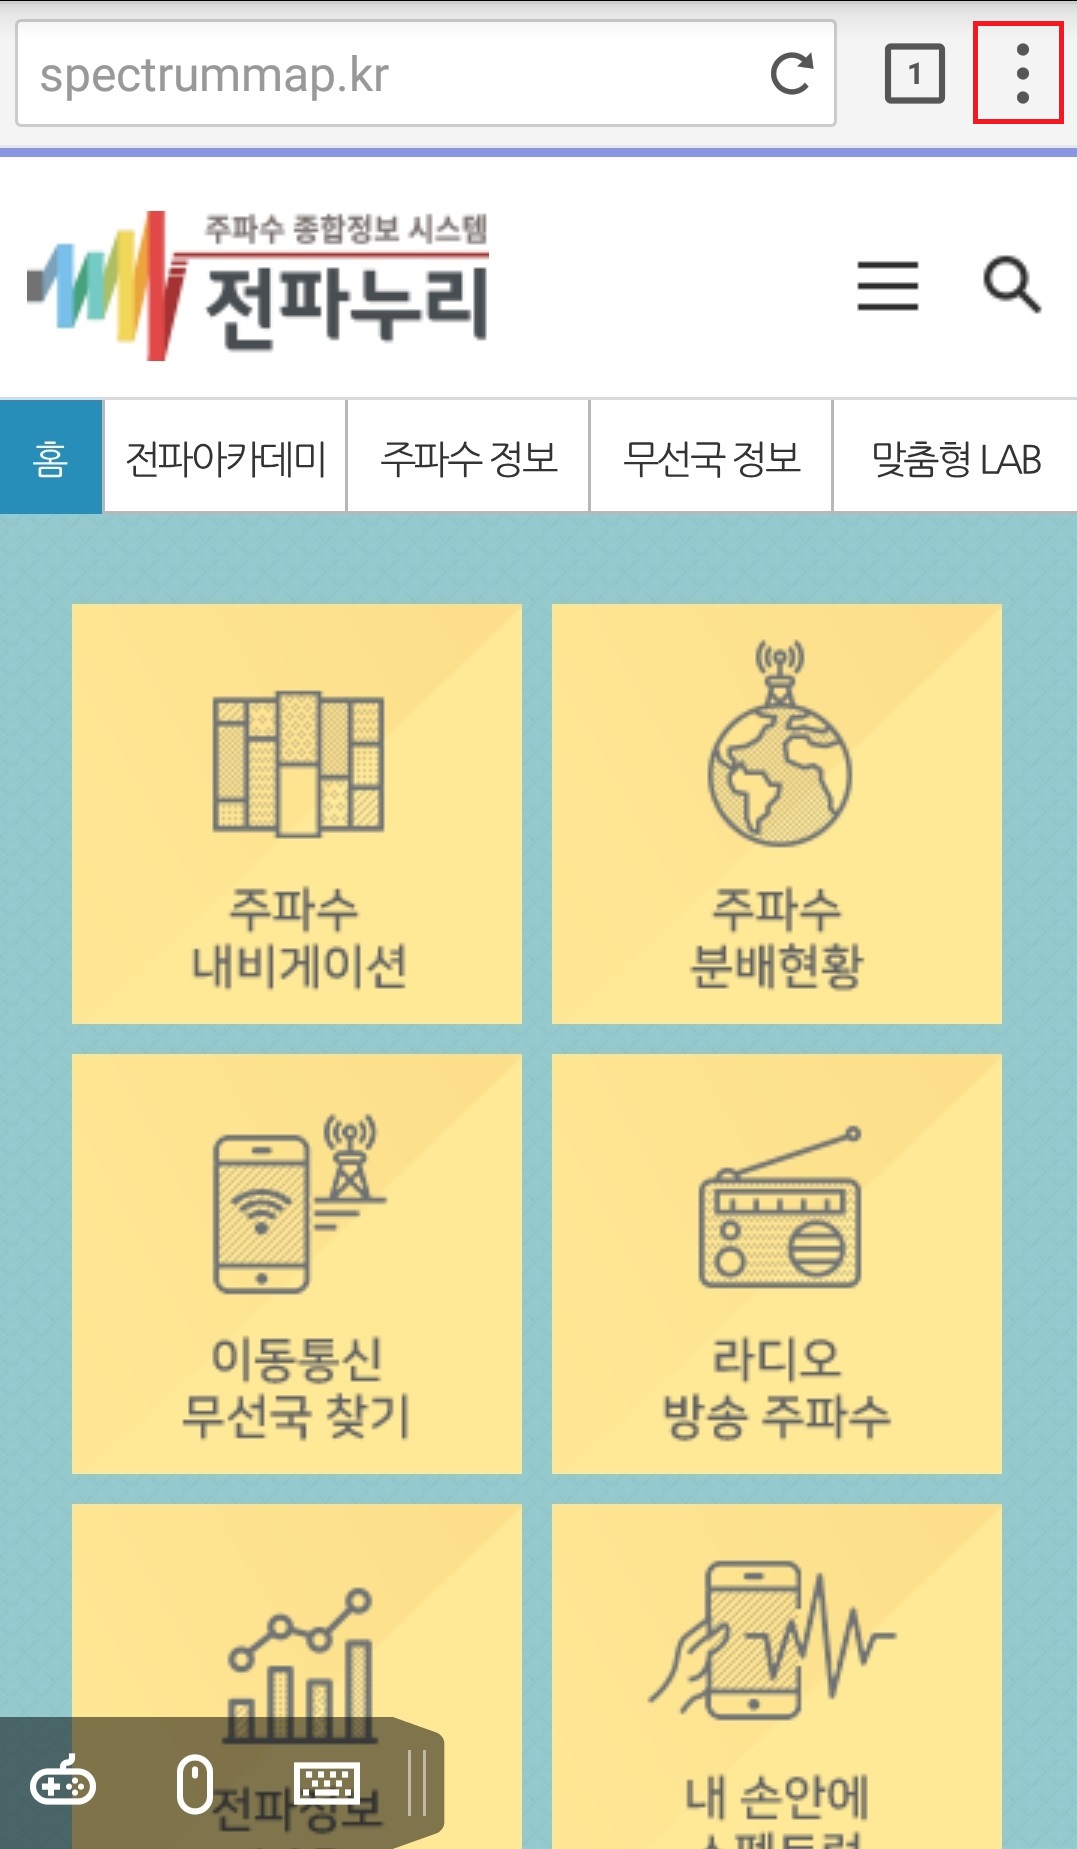 spectrummap.kr
1
주파수 종합정보 시스템
전파누리
홈
전파아카데미
주파수 정보
무선국 정보
맞춤형 LAB
주파수
내비게이션
주파수
분배현황
이동통신
무선국 찾기
라디오
방송 주파수
전파정보
내 손안에